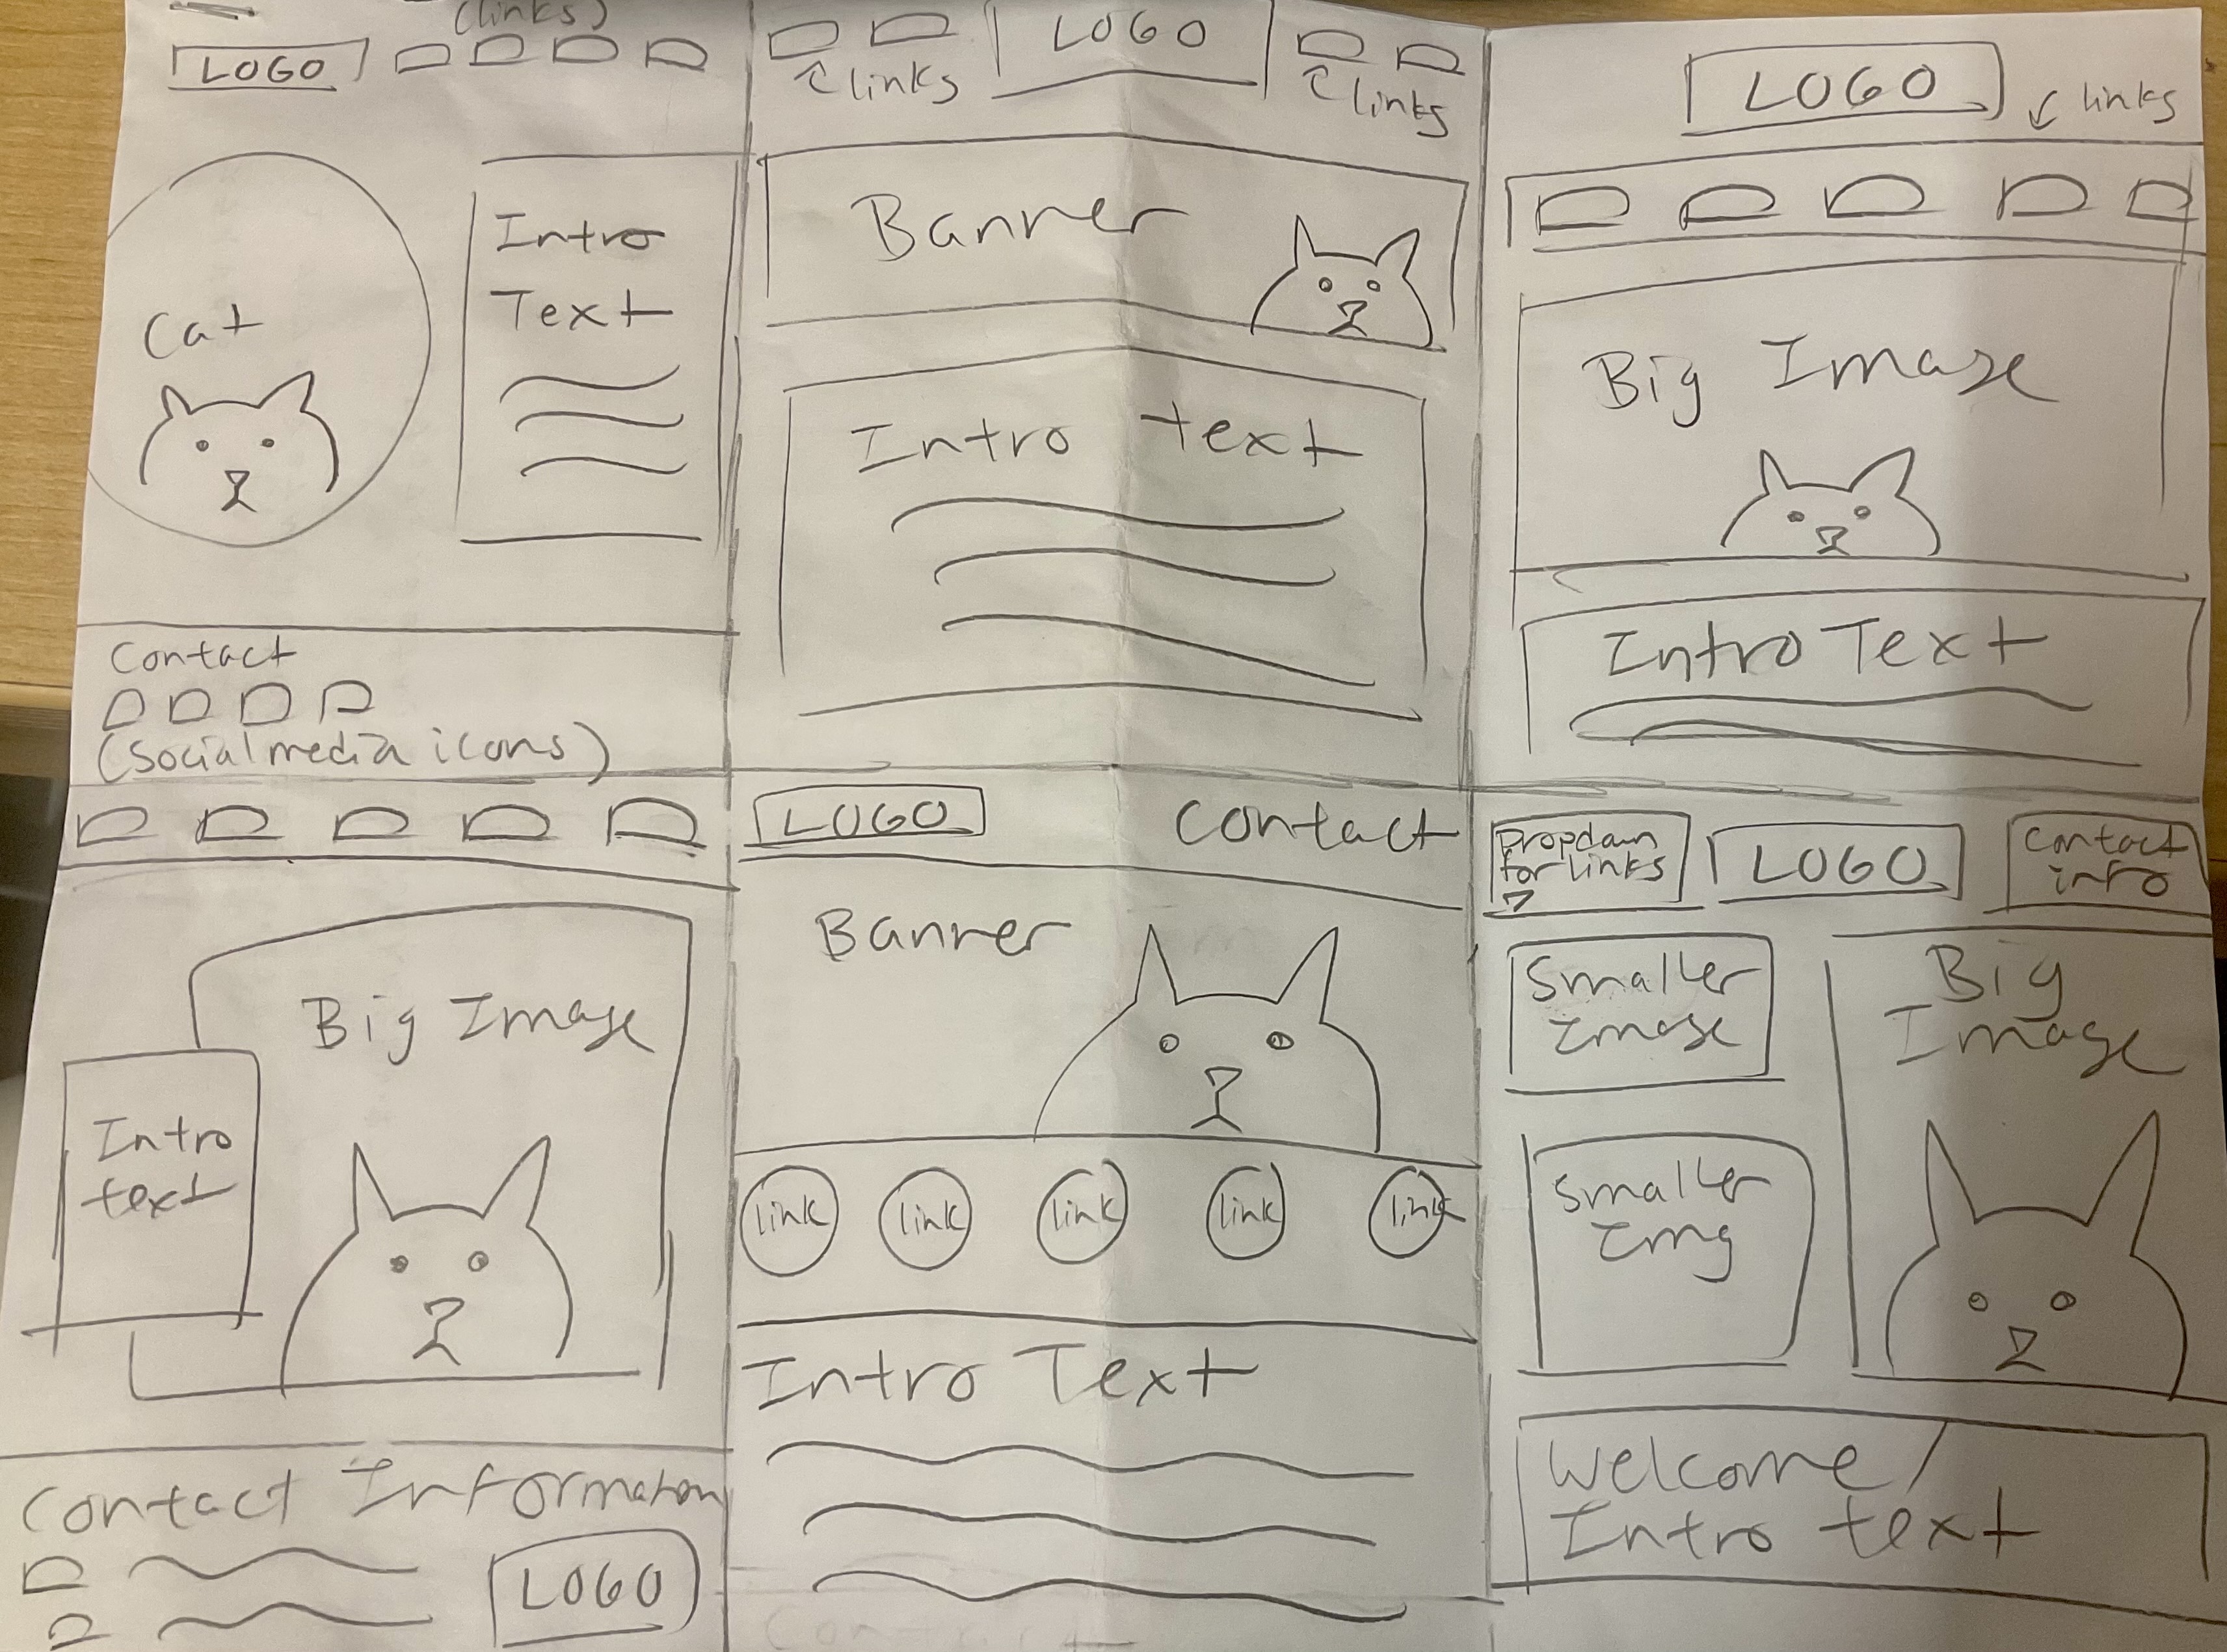 (links)
LOGO
Cat
Intro
Text
Contact
(social media icons)
LOGO
links
links
Banner
Intro text
LOGO
links
Big Image
Intro Text
Big Image
Intro
text
Contact Information
LOGO
LOGO
Contact
Banner
link link link link link
Intro Text
Dropdown
for links
LOGO
Contact
info
Smaller
Image
Big
Image
Smaller
Img
Welcome/
Intro text